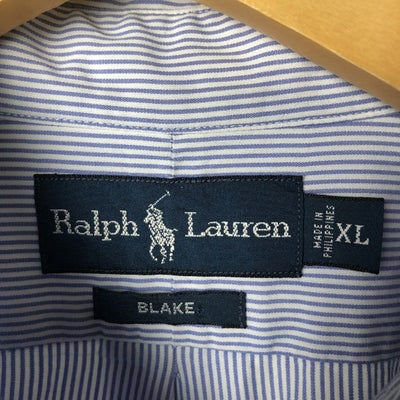 Ralph Lauren
MADE IN
PHILIPPINES
XL
BLAKE